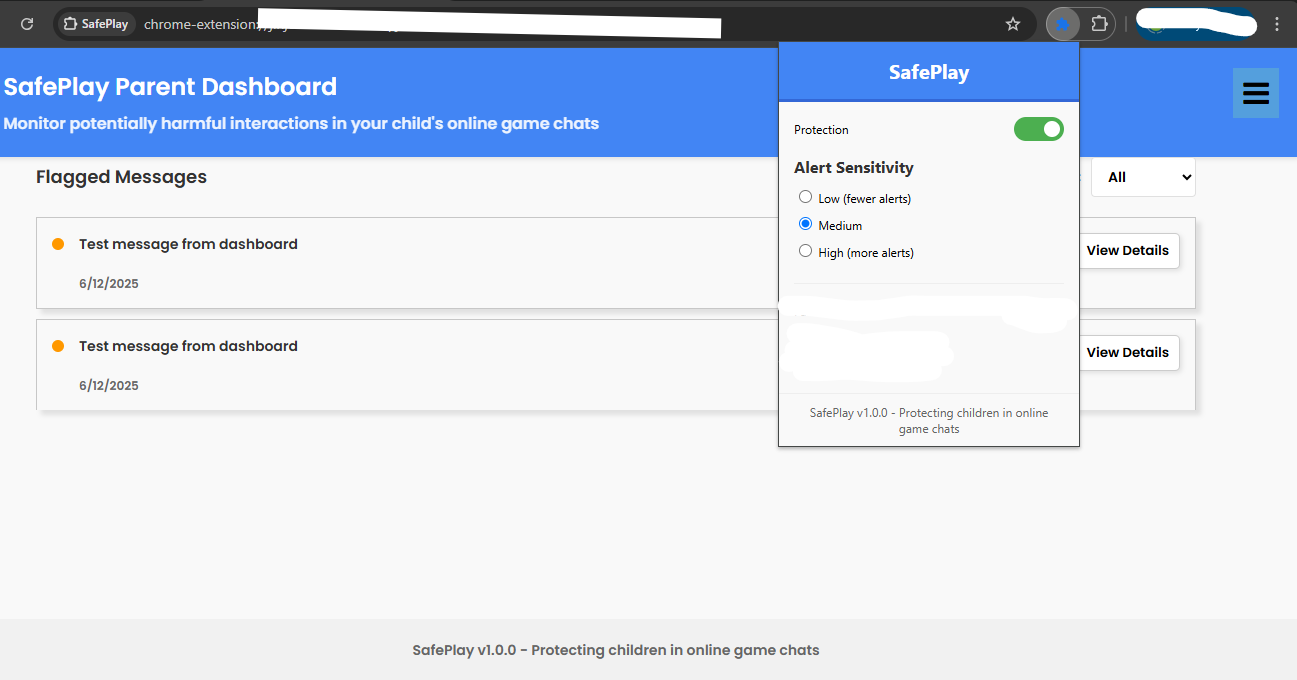 SafePlay
chrome-extension:/
SafePlay
SafePlay Parent Dashboard
Monitor potentially harmful interactions in your child's online game chats
Protection
Alert Sensitivity
Low (fewer alerts)
Medium
High (more alerts)
SafePlay v1.0.0 - Protecting children in online
game chats
Flagged Messages
All
Test message from dashboard
6/12/2025
View Details
Test message from dashboard
6/12/2025
View Details
SafePlay v1.0.0 - Protecting children in online game chats